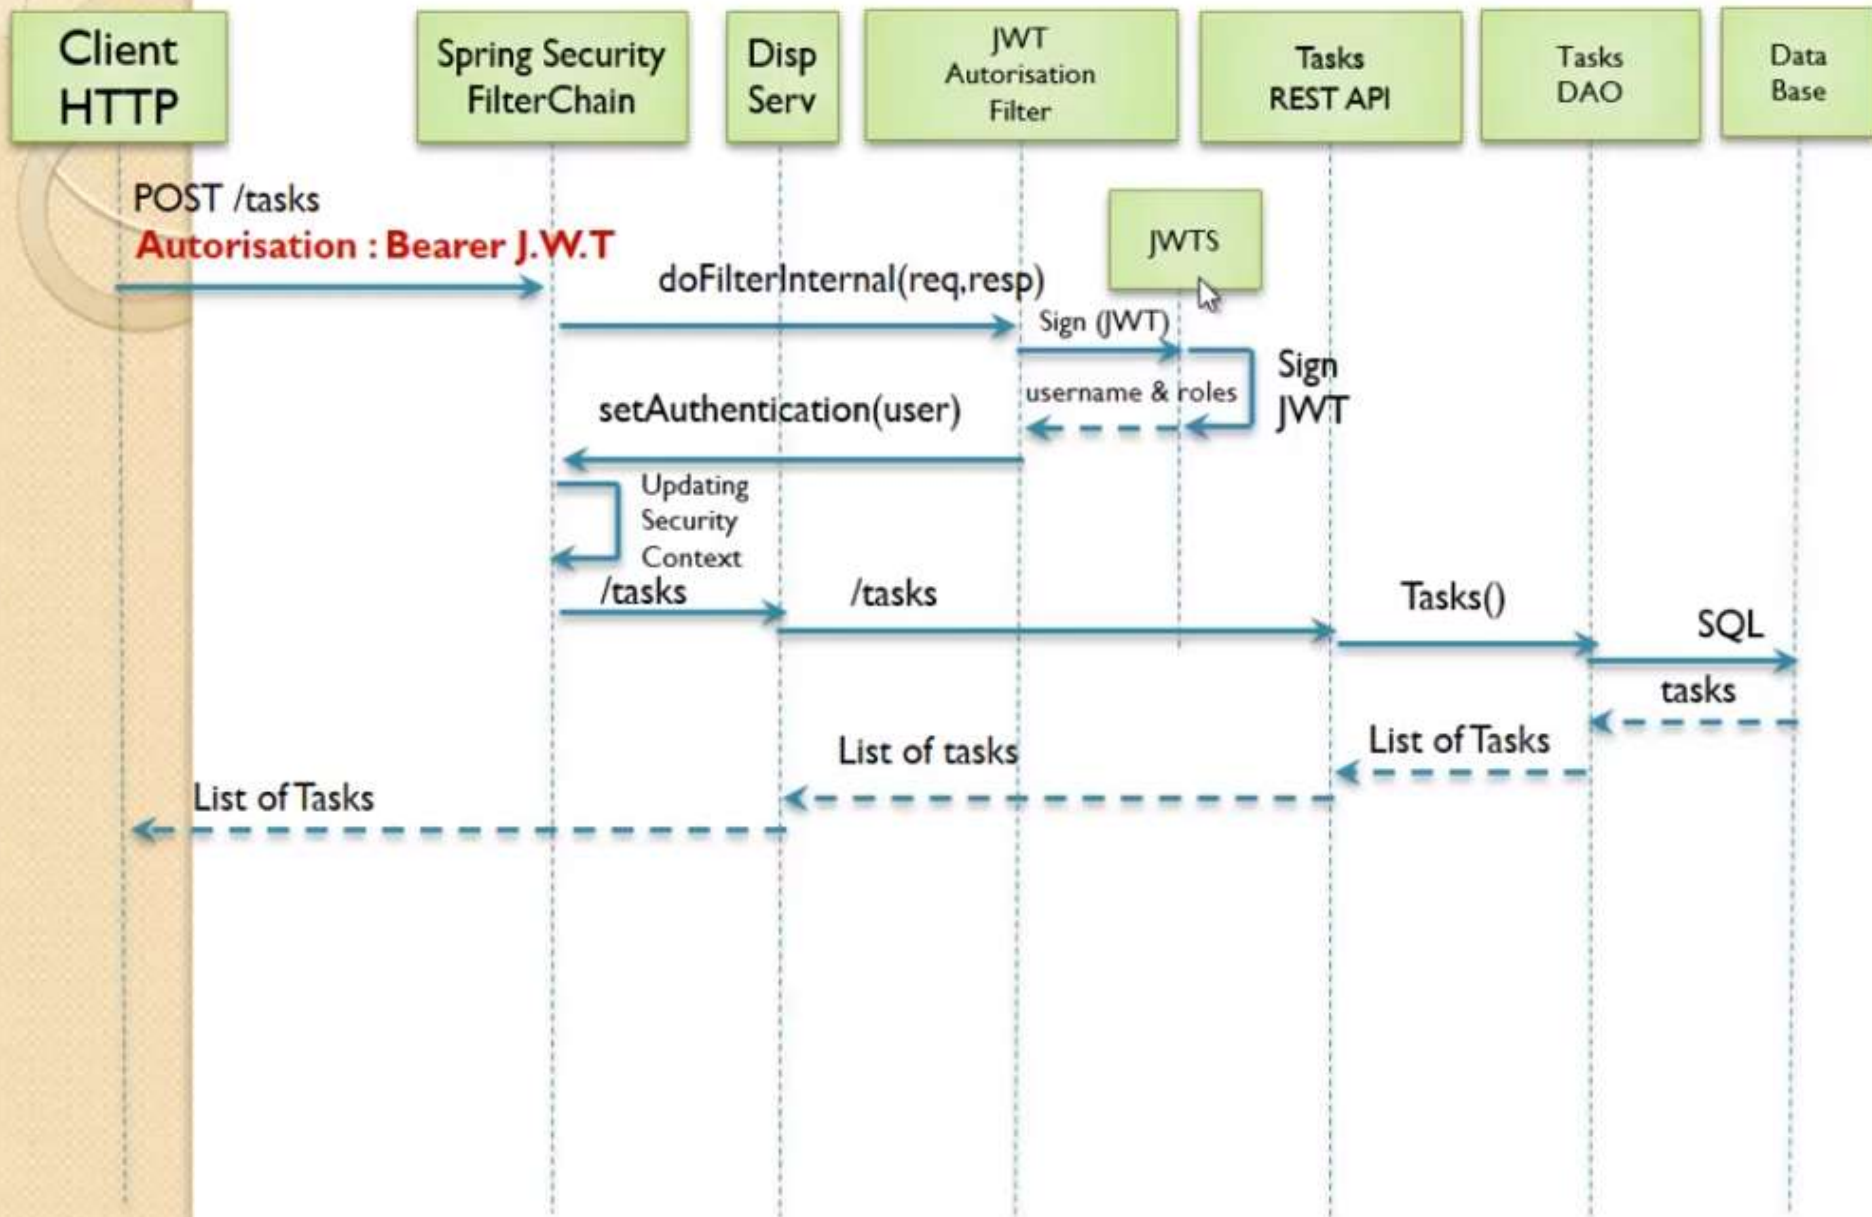 Client
HTTP
Spring Security
FilterChain
Disp
Serv
JWT
Autorisation
Filter
Tasks
REST API
Tasks
DAO
Data
Base
POST /tasks
Autorisation : Bearer J.W.T
JWTS
doFilterInternal(req,resp)
Sign (JWT)
Sign
JWT
username & roles
setAuthentication(user)
Updating
Security
Context
/tasks
/tasks
Tasks()
SQL
tasks
List of Tasks
List of tasks
List of Tasks